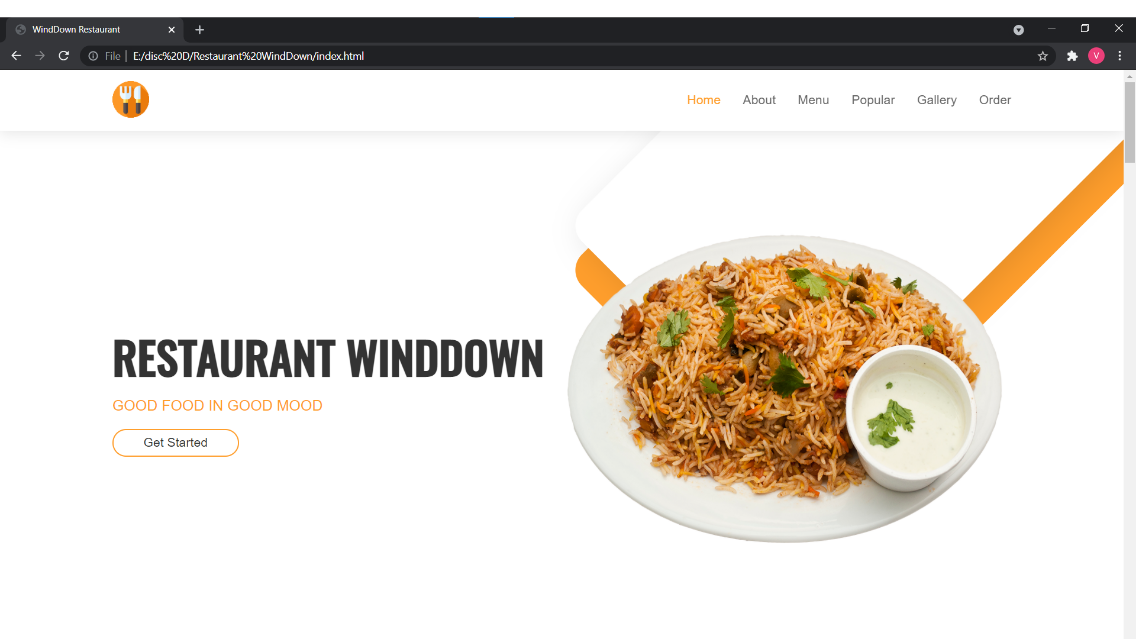 WindDown Restaurant
File | E:/disc%20D/Restaurant%20WindDown/index.html
V
Home About Menu Popular Gallery Order
RESTAURANT WINDDOWN
GOOD FOOD IN GOOD MOOD
Get Started